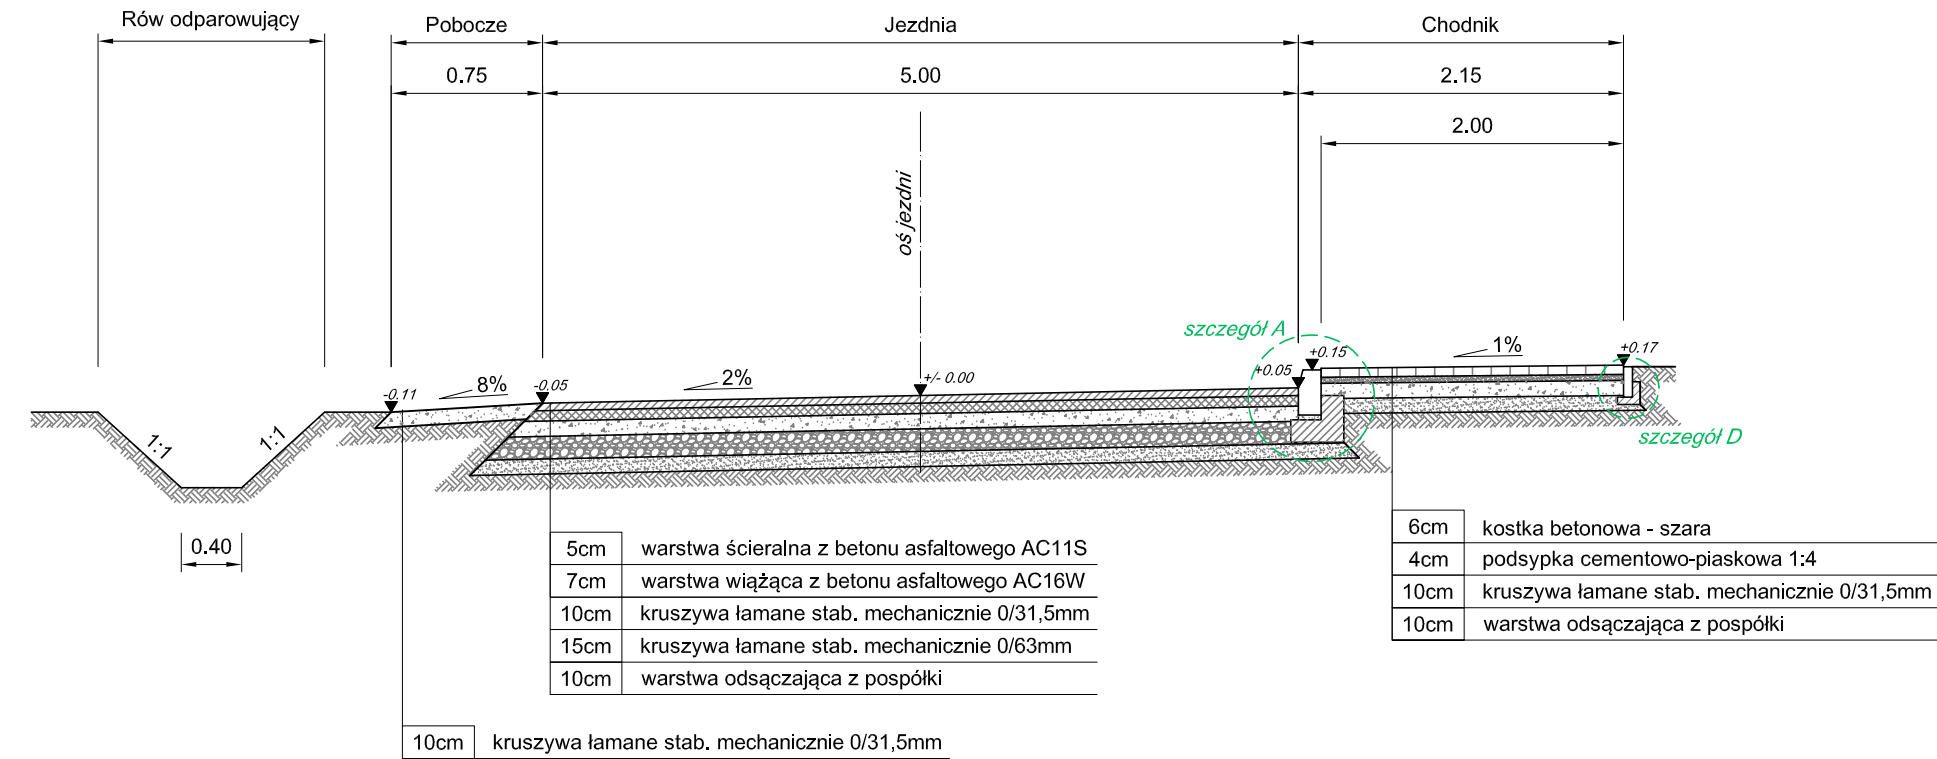 Rów odparowujący
Pobocze
Jezdnia
Chodnik
0.75
5.00
2.15
2.00
oś jezdni
szczegół A
+0.15
1%
+0.17
-0.11
8%
-0.05
2%
+/- 0.00
+0.05
1:1
1:1
szczegół D
0.40
5cm warstwa ścieralna z betonu asfaltowego AC11S
7cm warstwa wiążąca z betonu asfaltowego AC16W
10cm kruszywa łamane stab. mechanicznie 0/31,5mm
15cm kruszywa łamane stab. mechanicznie 0/63mm
10cm warstwa odsączająca z pospółki
6cm kostka betonowa - szara
4cm podsypka cementowo-piaskowa 1:4
10cm kruszywa łamane stab. mechanicznie 0/31,5mm
10cm warstwa odsączająca z pospółki
10cm kruszywa łamane stab. mechanicznie 0/31,5mm